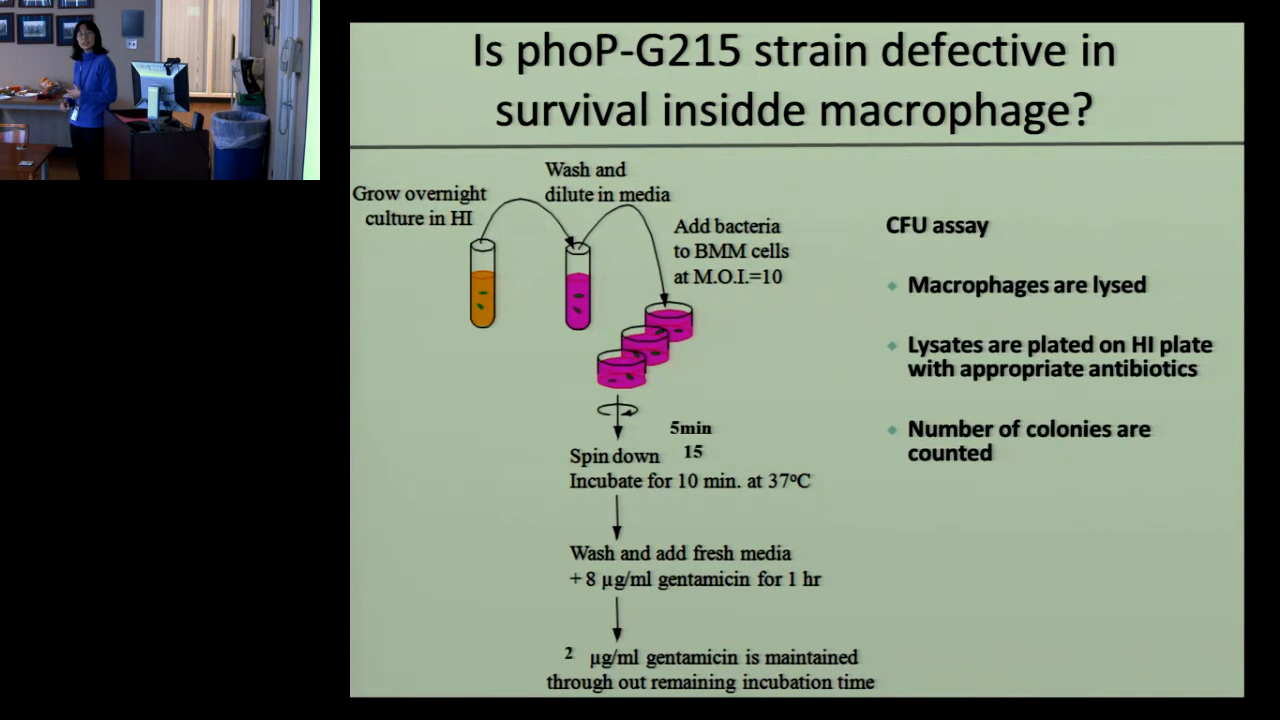 Is phoP-G215 strain defective in
survival insidde macrophage?
Grow overnight
culture in HI
Wash and
dilute in media
Add bacteria
to BMM cells
at M.O.I.=10
5min
15
Spin down
Incubate for 10 min. at 37ºC
Wash and add fresh media
+ 8 µg/ml gentamicin for 1 hr
2 µg/ml gentamicin is maintained
through out remaining incubation time
CFU assay
Macrophages are lysed
Lysates are plated on HI plate
with appropriate antibiotics
Number of colonies are
counted